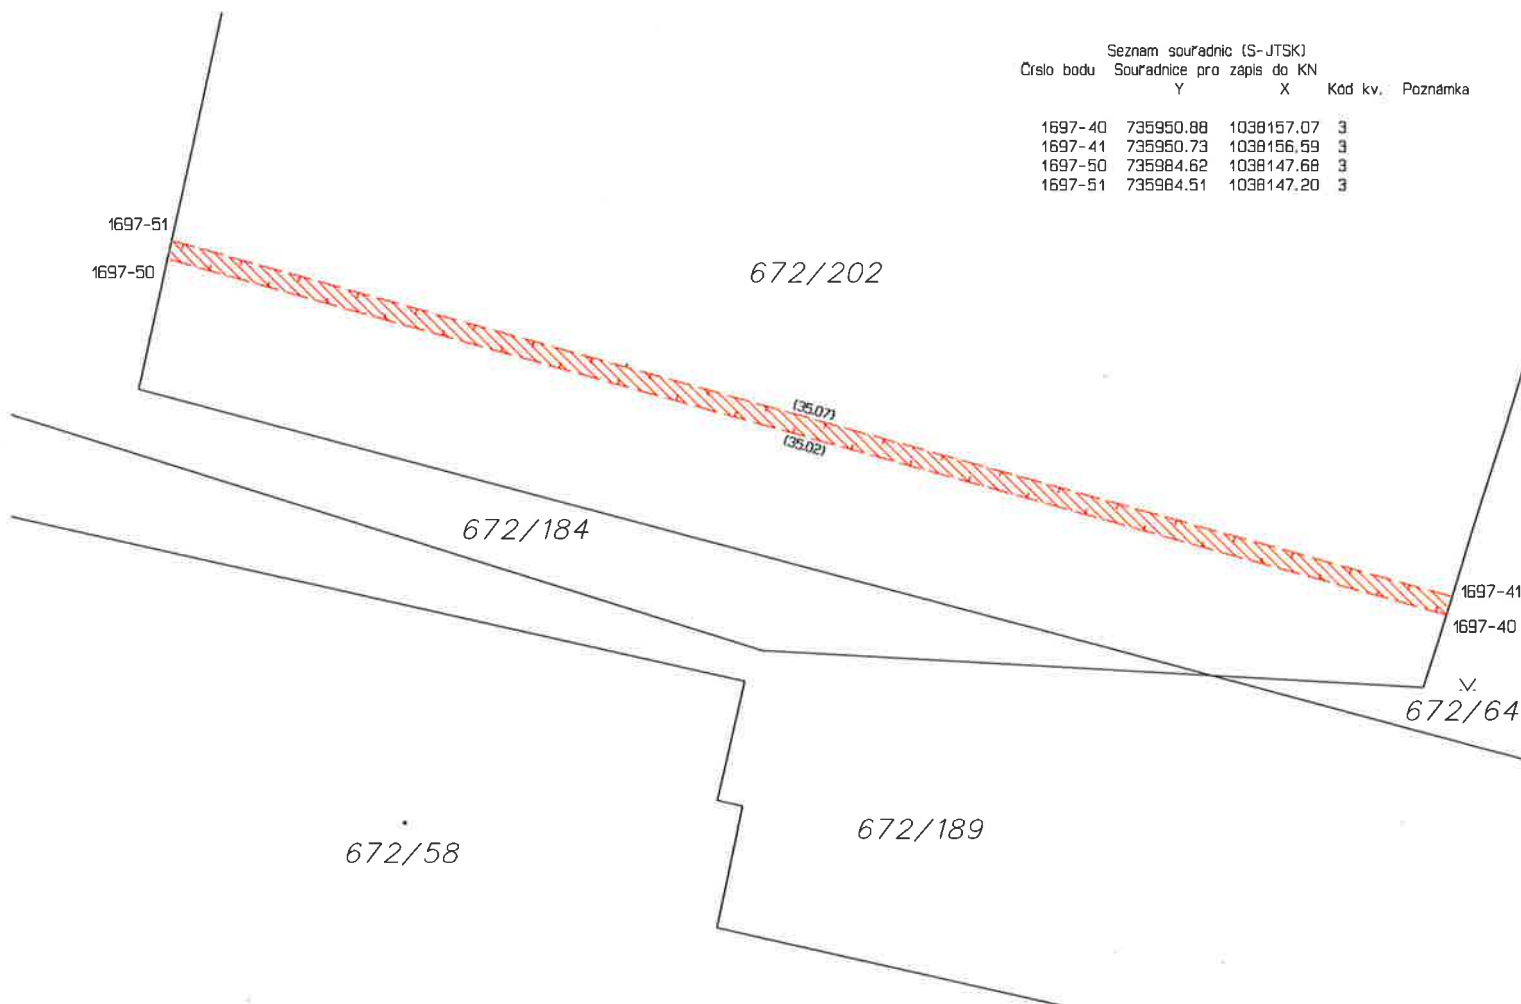 Seznam souřadnic (S-JTSK)
Číslo bodu Souřadnice pro zápis do KN
Y X Kód kv. Poznámka
1697-40 735950.88 1038157.07 3
1697-41 735950.73 1038156.59 3
1697-50 735984.62 1038147.68 3
1697-51 735984.51 1038147.20 3
1697-51
1697-50
672/202
(35.07)
(35.02)
672/184
1697-41
1697-40
672/64
672/189
672/58